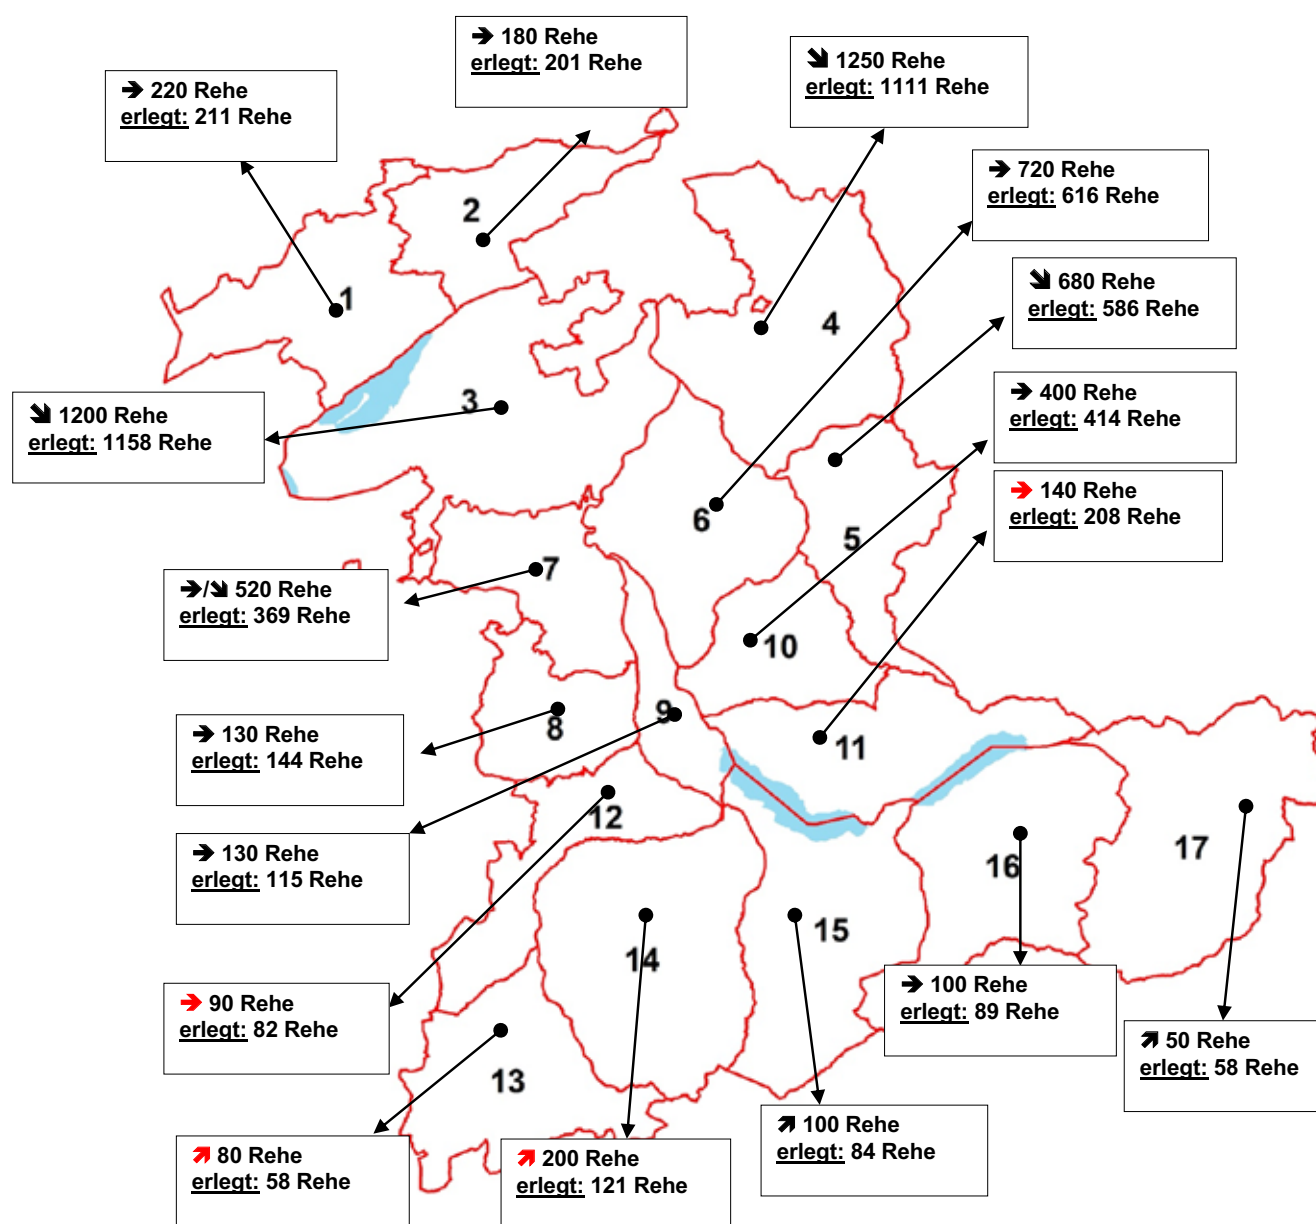 ➔ 180 Rehe
erlegt: 201 Rehe
⬊ 1250 Rehe
erlegt: 1111 Rehe
➔ 220 Rehe
erlegt: 211 Rehe
➔ 720 Rehe
erlegt: 616 Rehe
2
⬊ 680 Rehe
erlegt: 586 Rehe
1
4
➔ 400 Rehe
erlegt: 414 Rehe
⬊ 1200 Rehe
erlegt: 1158 Rehe
3
➔ 140 Rehe
erlegt: 208 Rehe
6
5
7
➔/⬊ 520 Rehe
erlegt: 369 Rehe
10
9
8
➔ 130 Rehe
erlegt: 144 Rehe
11
12
➔ 130 Rehe
erlegt: 115 Rehe
16
17
15
14
➔ 100 Rehe
erlegt: 89 Rehe
➔ 90 Rehe
erlegt: 82 Rehe
⬈ 50 Rehe
erlegt: 58 Rehe
13
⬈ 100 Rehe
erlegt: 84 Rehe
⬈ 80 Rehe
erlegt: 58 Rehe
⬈ 200 Rehe
erlegt: 121 Rehe